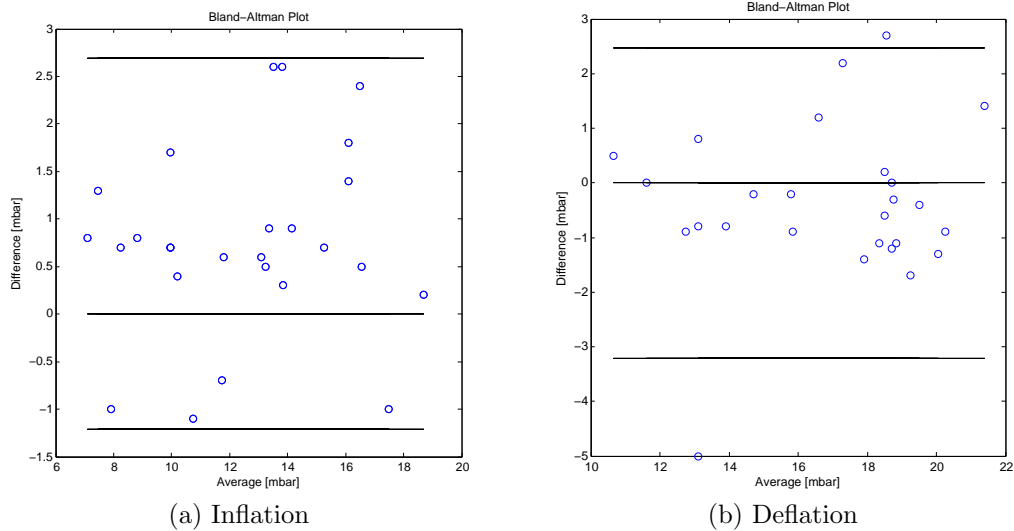 Bland−Altman Plot
3
2.5
2
1.5
1
0.5
0
−0.5
−1
−1.5
Difference [mbar]
6 8 10 12 14 16 18 20
Average [mbar]
(a) Inflation
Bland−Altman Plot
3
2
1
0
−1
−2
−3
−4
−5
Difference [mbar]
10 12 14 16 18 20 22
Average [mbar]
(b) Deflation